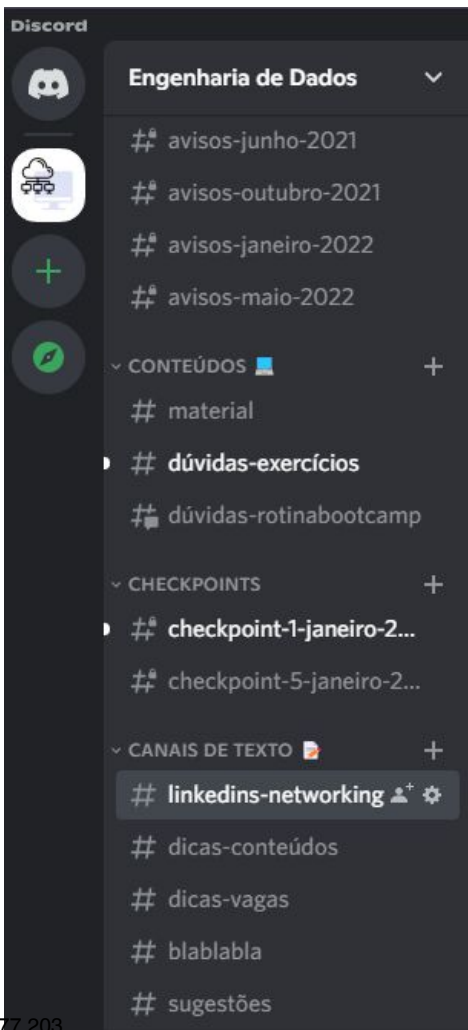 Discord
Engenharia de Dados
avisos-junho-2021
avisos-outubro-2021
avisos-janeiro-2022
avisos-maio-2022
CONTEÚDOS
material
dúvidas-exercícios
dúvidas-rotinabootcamp
CHECKPOINTS
checkpoint-1-janeiro-2...
checkpoint-5-janeiro-2...
CANAIS DE TEXTO
linkedins-networking
dicas-conteúdos
dicas-vagas
blablabla
sugestões
77.203